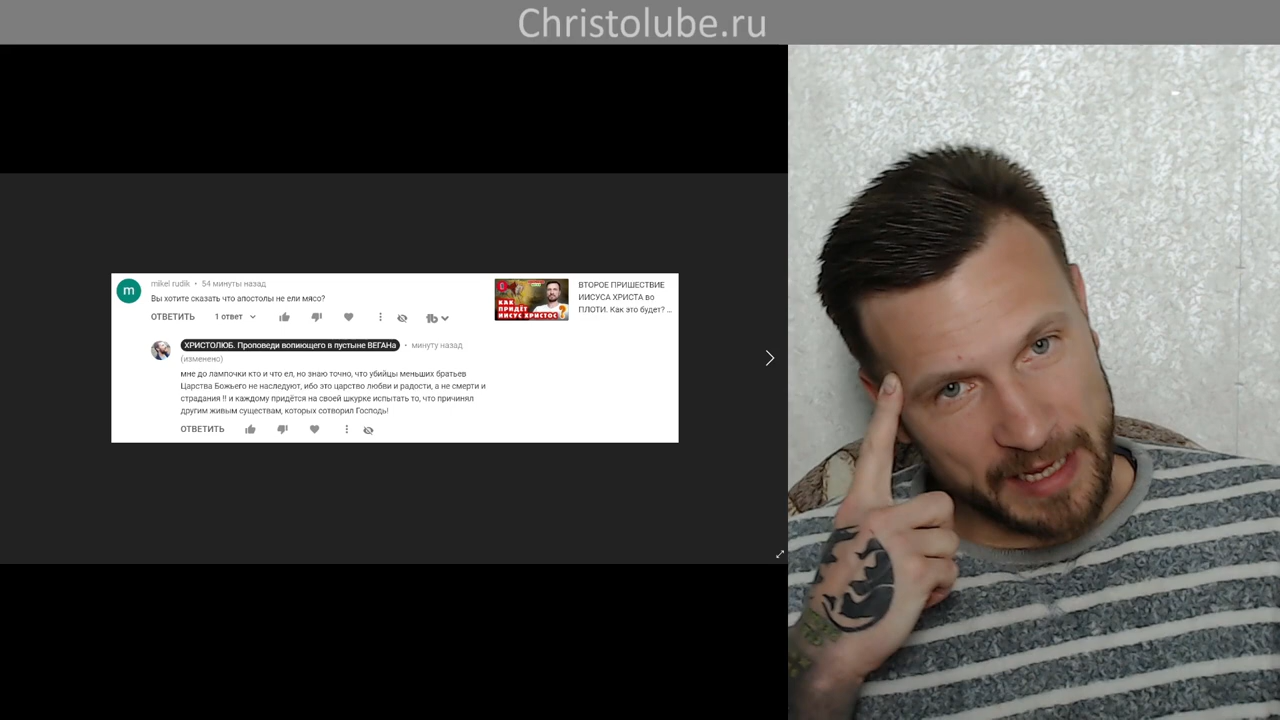 Christolube.ru
m
mikel rudik • 54 минуты назад
Вы хотите сказать что апостолы не ели мясо?
ОТВЕТИТЬ 1 ответ
ВТОРОЕ ПРИШЕСТВИЕ
ИИСУСА ХРИСТА во
ПЛОТИ. Как это будет? ...
КАК
ПРИДЁТ
ИИСУС ХРИСТОС
ХРИСТОЛЮБ. Проповеди вопиющего в пустыне ВЕГАНа • минуту назад
(изменено)
мне до лампочки кто и что ел, но знаю точно, что убийцы меньших братьев
Царства Божьего не наследуют, ибо это царство любви и радости, а не смерти и
страдания !! и каждому придётся на своей шкурке испытать то, что причинял
другим живым существам, которых сотворил Господь!
ОТВЕТИТЬ